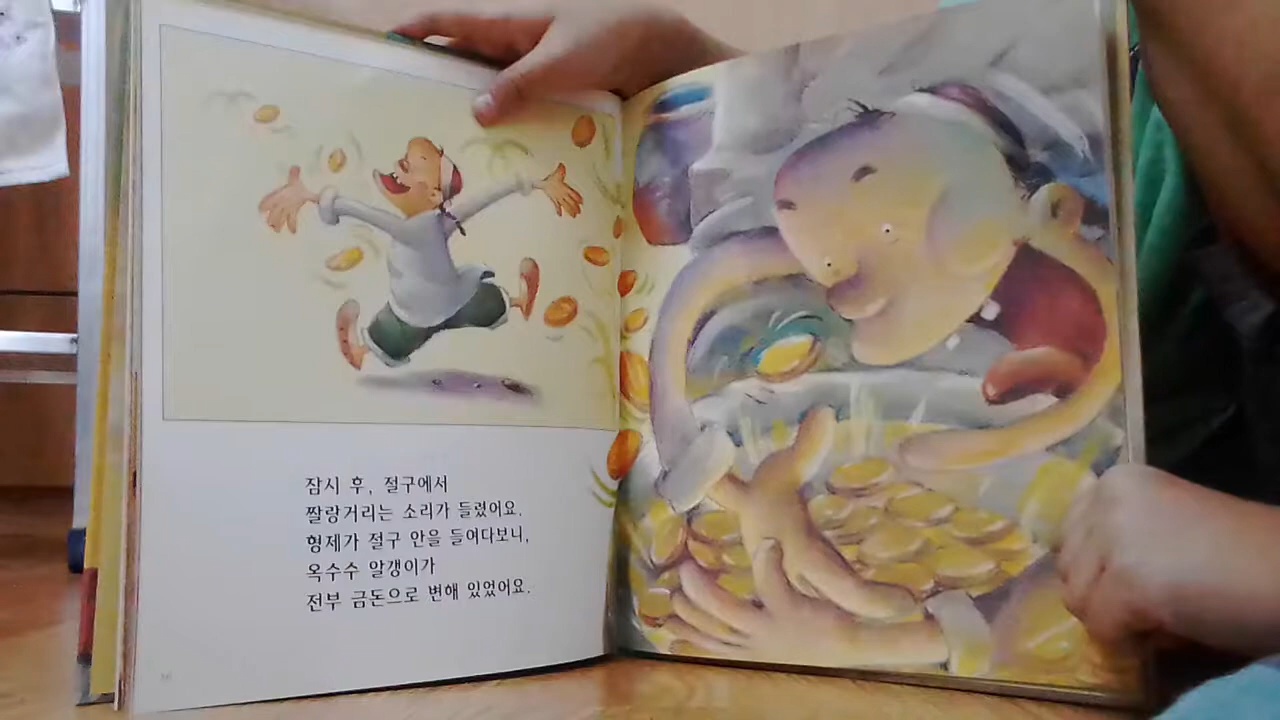 잠시 후, 절구에서
짤랑거리는 소리가 들렸어요.
형제가 절구 안을 들여다보니,
옥수수 알갱이가
전부 금돈으로 변해 있었어요.